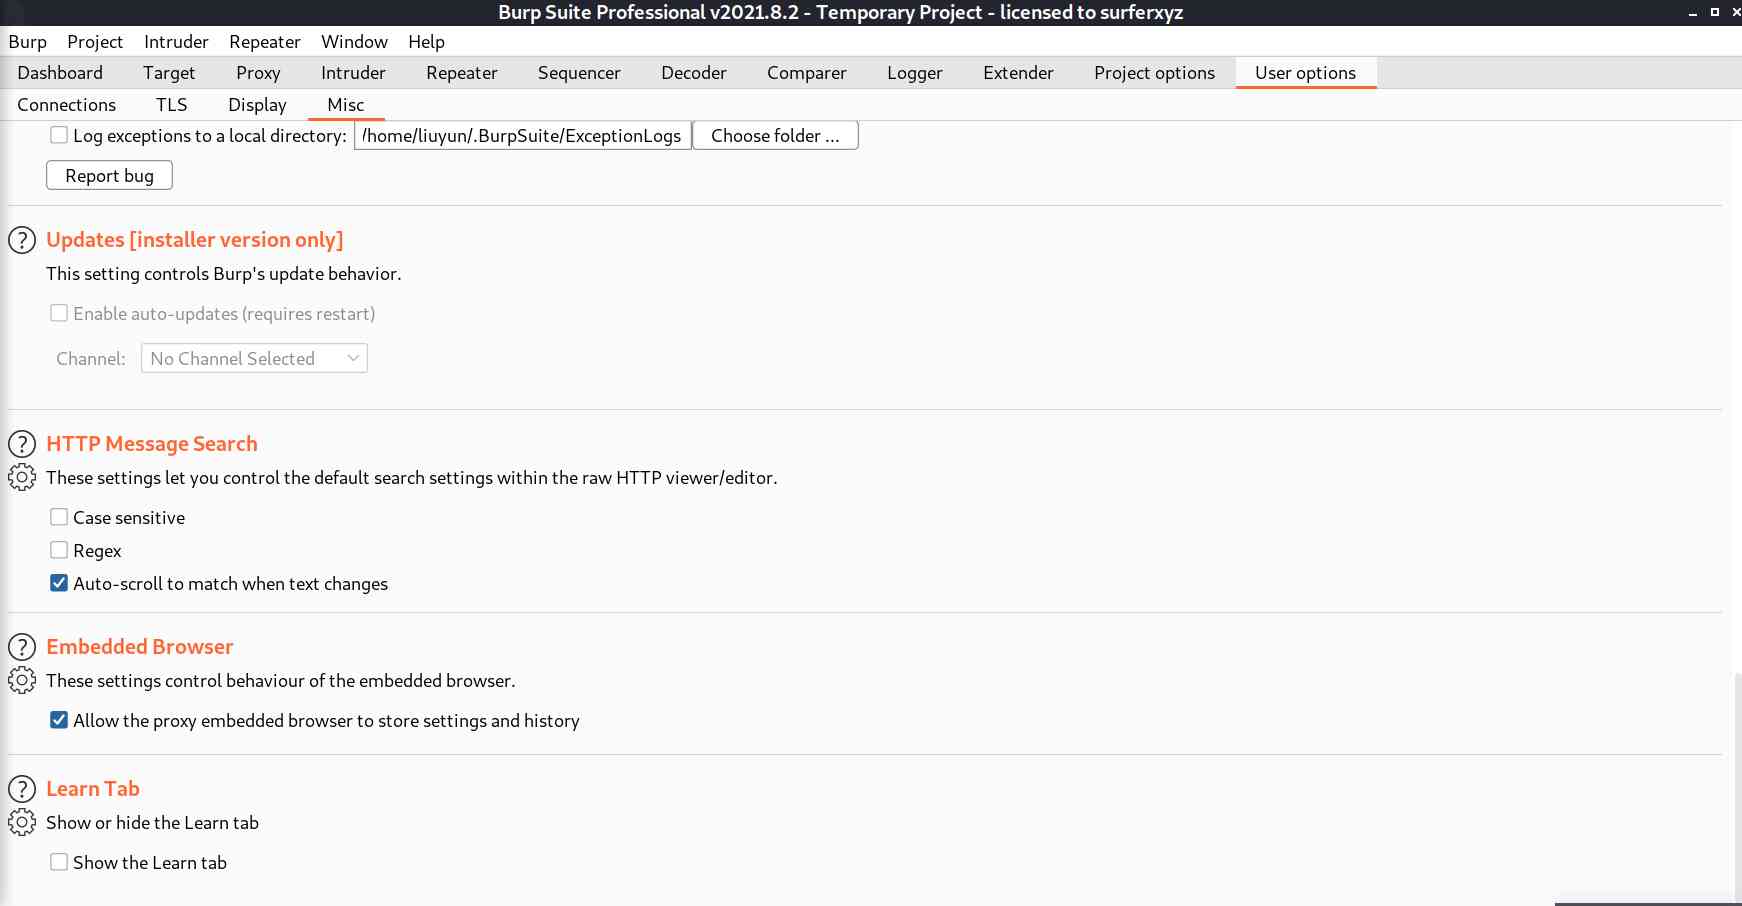 Burp Suite Professional v2021.8.2 - Temporary Project - licensed to surferxyz
Burp Project Intruder Repeater Window Help
Dashboard Target Proxy Intruder Repeater Sequencer Decoder Comparer Logger Extender Project options User options
Connections TLS Display Misc
Log exceptions to a local directory: /home/liuyun/.BurpSuite/ExceptionLogs Choose folder ...
Report bug
? Updates [installer version only]
This setting controls Burp's update behavior.
Enable auto-updates (requires restart)
Channel: No Channel Selected
? HTTP Message Search
These settings let you control the default search settings within the raw HTTP viewer/editor.
Case sensitive
Regex
Auto-scroll to match when text changes
? Embedded Browser
These settings control behaviour of the embedded browser.
Allow the proxy embedded browser to store settings and history
? Learn Tab
Show or hide the Learn tab
Show the Learn tab